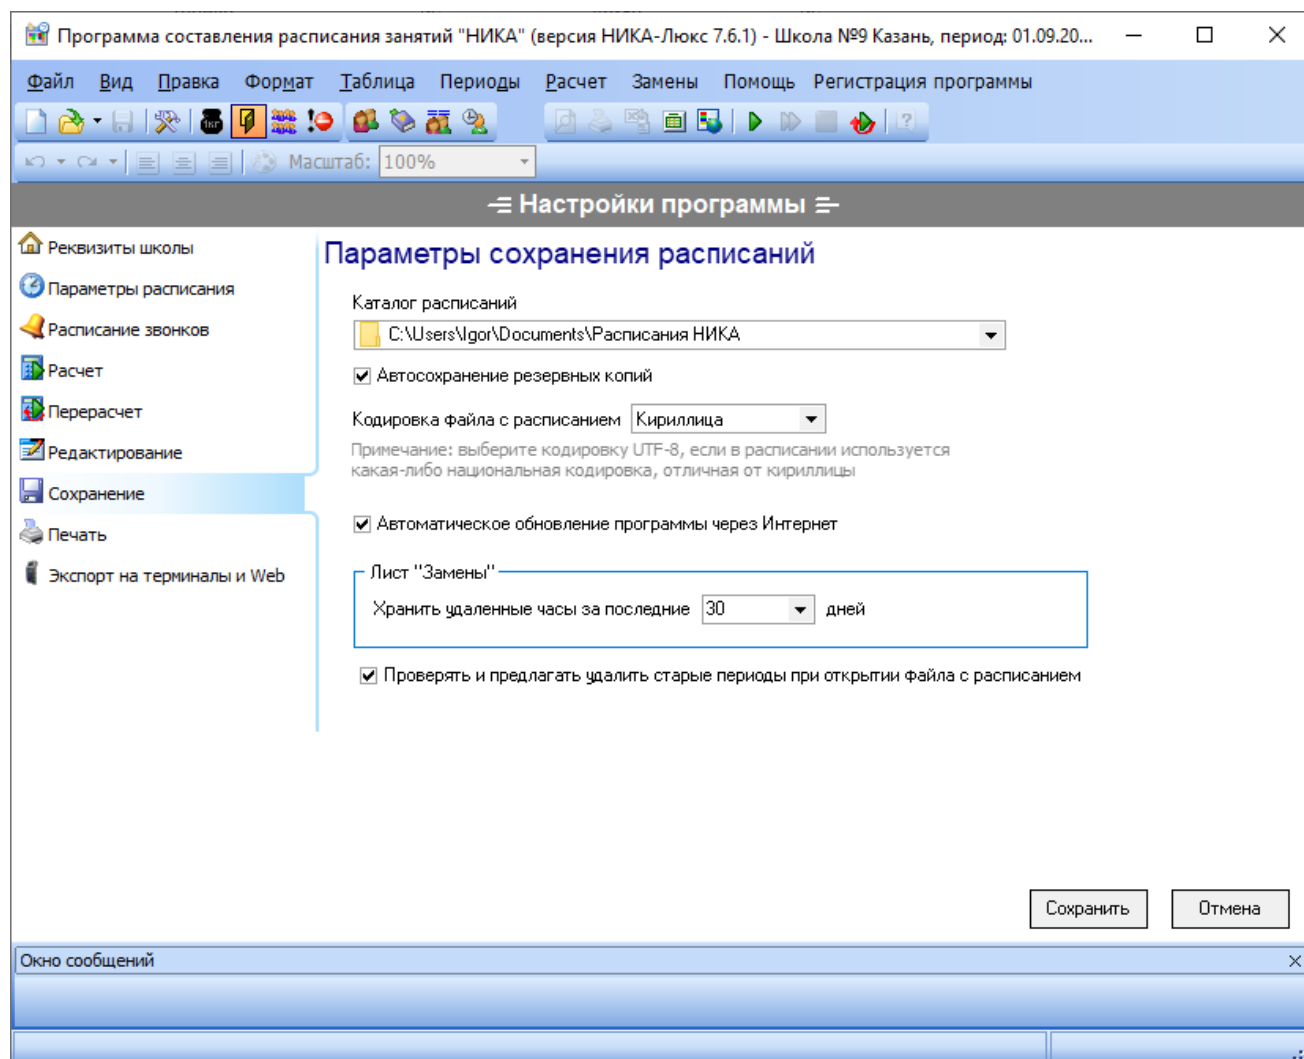 Программа составления расписания занятий "НИКА" (версия НИКА-Люкс 7.6.1) - Школа №9 Казань, период: 01.09.20...
Файл Вид Правка Формат Таблица Периоды Расчет Замены Помощь Регистрация программы
1кг
Масштаб: 100%
Настройки программы
Реквизиты школы
Параметры расписания
Расписание звонков
Расчет
Перерасчет
Редактирование
Сохранение
Печать
Экспорт на терминалы и Web
Параметры сохранения расписаний
Каталог расписаний
C:\Users\Igor\Documents\Расписания НИКА
Автосохранение резервных копий
Кодировка файла с расписанием Кириллица
Примечание: выберите кодировку UTF-8, если в расписании используется
какая-либо национальная кодировка, отличная от кириллицы
Автоматическое обновление программы через Интернет
Лист "Замены"
Хранить удаленные часы за последние 30 дней
Проверять и предлагать удалить старые периоды при открытии файла с расписанием
Сохранить Отмена
Окно сообщений